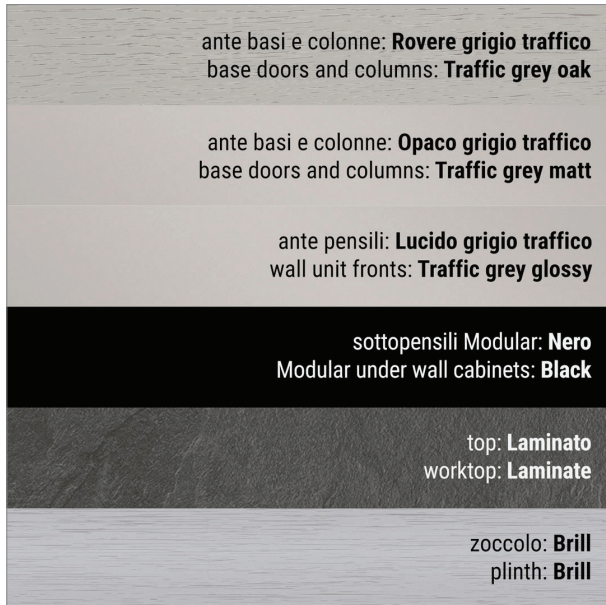 ante basi e colonne: Rovere grigio traffico
base doors and columns: Traffic grey oak
ante basi e colonne: Opaco grigio traffico
base doors and columns: Traffic grey matt
ante pensili: Lucido grigio traffico
wall unit fronts: Traffic grey glossy
sottopensili Modular: Nero
Modular under wall cabinets: Black
top: Laminato
worktop: Laminate
zoccolo: Brill
plinth: Brill